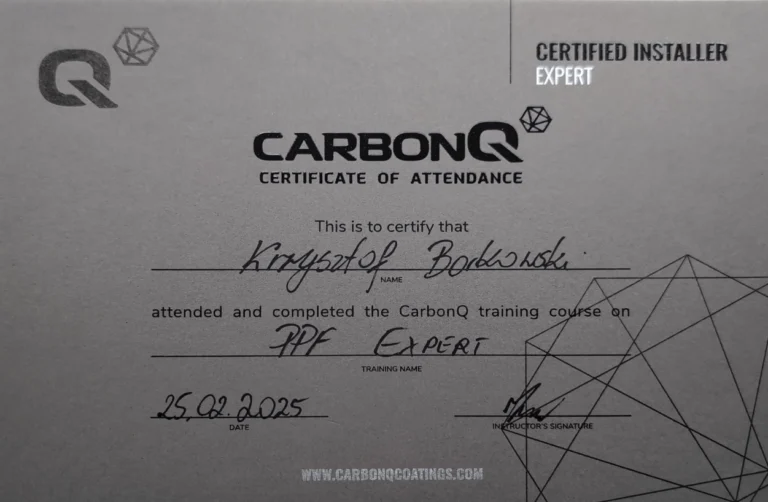 Q
CERTIFIED INSTALLER
EXPERT
CARBONQ
CERTIFICATE OF ATTENDANCE
This is to certify that
Krzysztof Borkowski
NAME
attended and completed the CarbonQ training course on
PPF EXPERT
TRAINING NAME
25.02.2025
DATE
INSTRUCTOR'S SIGNATURE
WWW.CARBONQCOATINGS.COM